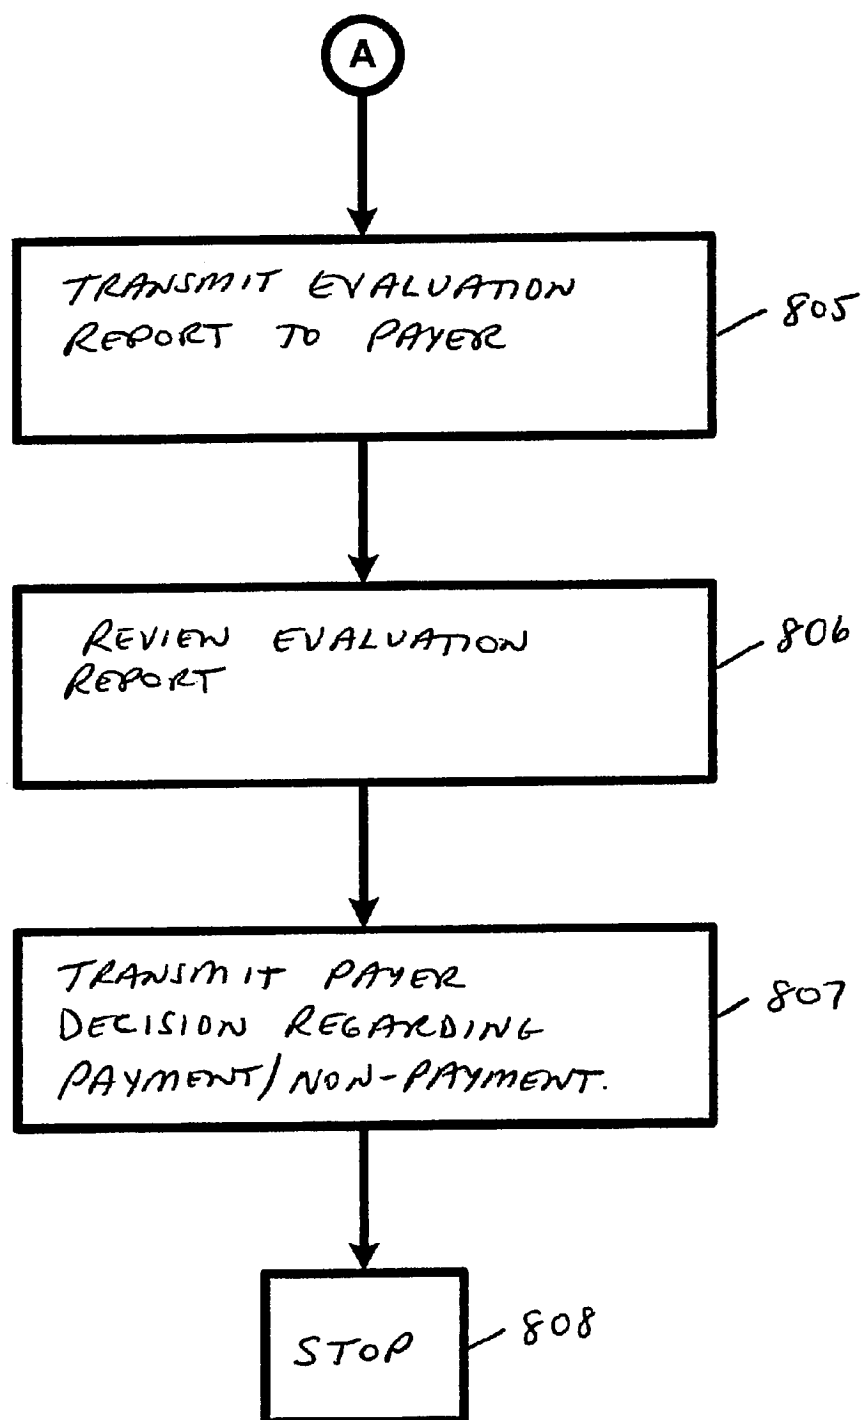 A
TRANSMIT EVALUATION
REPORT TO PAYER
805
REVIEW EVALUATION
REPORT
806
TRANSMIT PAYER
DECISION REGARDING
PAYMENT/NON-PAYMENT.
807
STOP
808